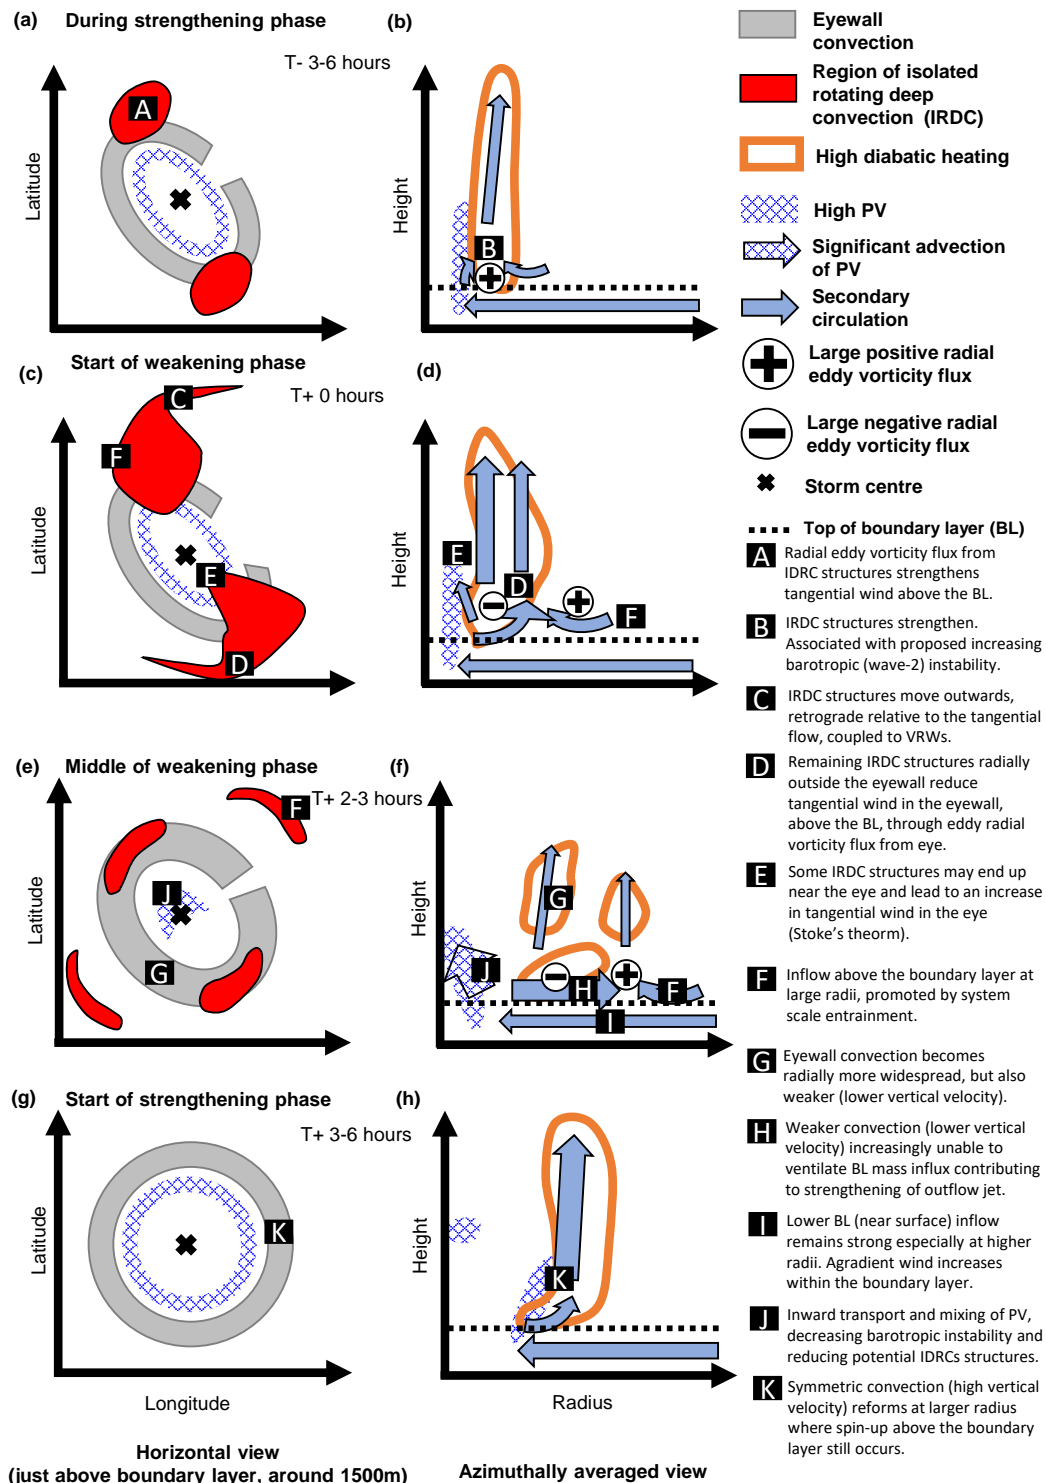 (a) During strengthening phase
T- 3-6 hours
A
Latitude
(b)
B
Height
Eyewall
convection
Region of isolated
rotating deep
convection (IRDC)
High diabatic heating
High PV
Significant advection
of PV
Secondary
circulation
Large positive radial
eddy vorticity flux
Large negative radial
eddy vorticity flux
Storm centre
Top of boundary layer (BL)
(c) Start of weakening phase
T+ 0 hours
C
F
E
D
Latitude
(d)
E
D
F
Height
A Radial eddy vorticity flux from
IDRC structures strengthens
tangential wind above the BL.
B IRDC structures strengthen.
Associated with proposed increasing
barotropic (wave-2) instability.
C IRDC structures move outwards,
retrograde relative to the tangential
flow, coupled to VRWs.
D Remaining IRDC structures radially
outside the eyewall reduce
tangential wind in the eyewall,
above the BL, through eddy radial
vorticity flux from eye.
E Some IRDC structures may end up
near the eye and lead to an increase
in tangential wind in the eye
(Stoke's theorm).
F Inflow above the boundary layer at
large radii, promoted by system
scale entrainment.
G Eyewall convection becomes
radially more widespread, but also
weaker (lower vertical velocity).
H Weaker convection (lower vertical
velocity) increasingly unable to
ventilate BL mass influx contributing
to strengthening of outflow jet.
I Lower BL (near surface) inflow
remains strong especially at higher
radii. Agradient wind increases
within the boundary layer.
J Inward transport and mixing of PV,
decreasing barotropic instability and
reducing potential IDRCs structures.
K Symmetric convection (high vertical
velocity) reforms at larger radius
where spin-up above the boundary
layer still occurs.
(e) Middle of weakening phase
T+ 2-3 hours
F
J
G
Latitude
(f)
G
J
H
F
I
Height
(g) Start of strengthening phase
T+ 3-6 hours
K
Latitude
Longitude
(h)
K
Height
Radius
Horizontal view
(just above boundary layer, around 1500m)
Azimuthally averaged view